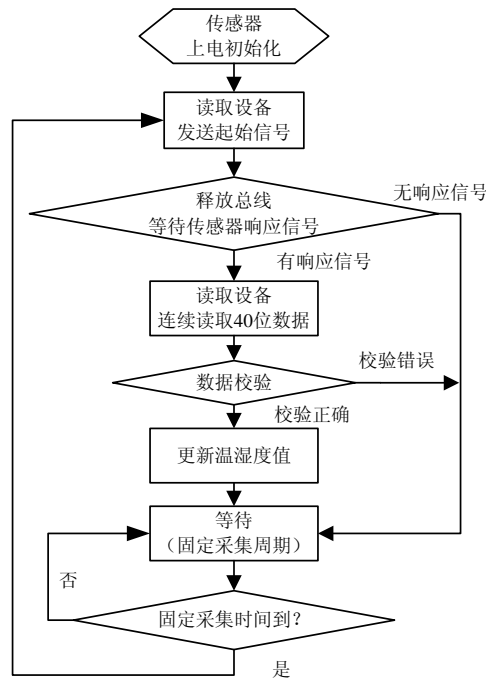 传感器
上电初始化
读取设备
发送起始信号
释放总线
等待传感器响应信号
无响应信号
有响应信号
读取设备
连续读取40位数据
数据校验
校验错误
校验正确
更新温湿度值
等待
（固定采集周期）
否
固定采集时间到？
是